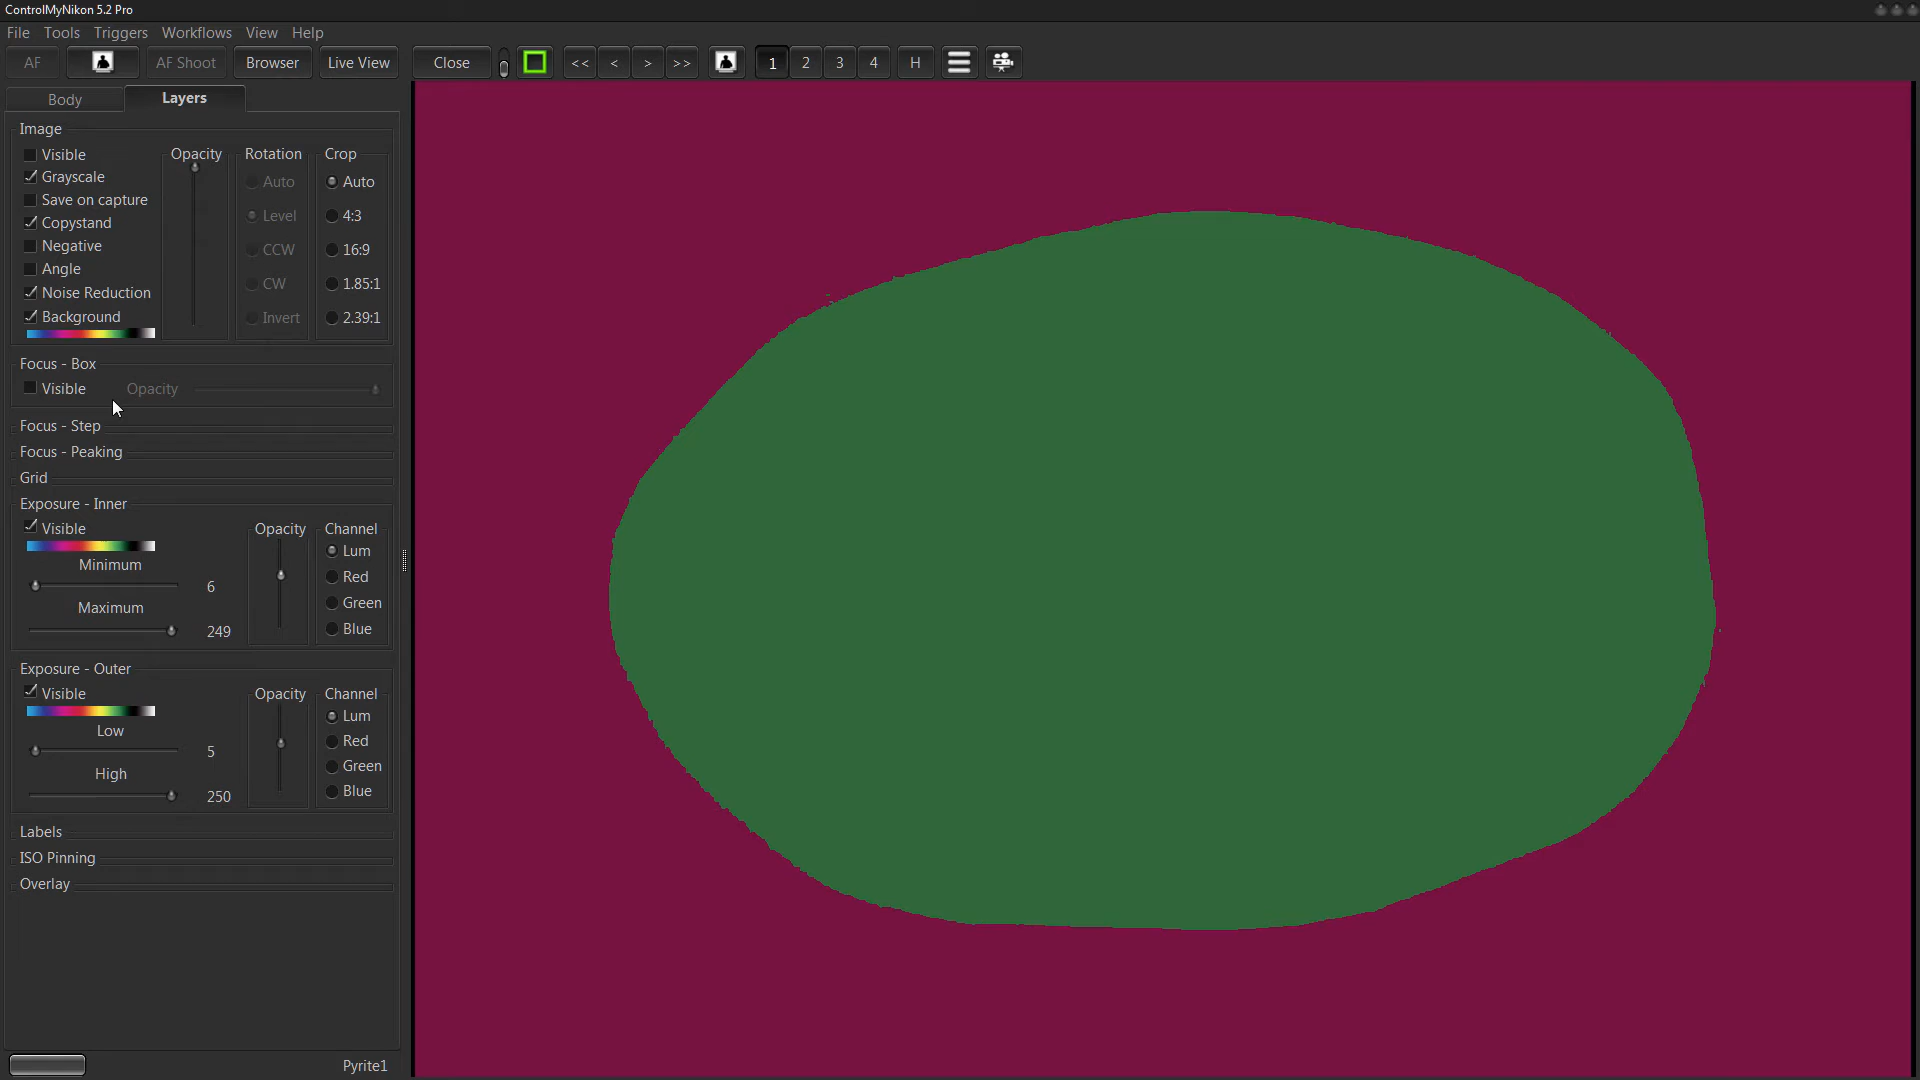 ControlMyNikon 5.2 Pro
File Tools Triggers Workflows View Help
AF AF Shoot Browser Live View Close << < > >> 1 2 3 4 H
Body Layers
Image
Visible Opacity Rotation Crop
Grayscale Auto Auto
Save on capture
Copystand Level 4:3
Negative CCW 16:9
Angle
Noise Reduction CW 1.85:1
Background Invert 2.39:1
Focus - Box
Visible Opacity
Focus - Step
Focus - Peaking
Grid
Exposure - Inner
Visible Opacity Channel
Lum
Minimum Red
6
Maximum Green
249 Blue
Exposure - Outer
Visible Opacity Channel
Lum
Low Red
5
High Green
250 Blue
Labels
ISO Pinning
Overlay
Pyrite1